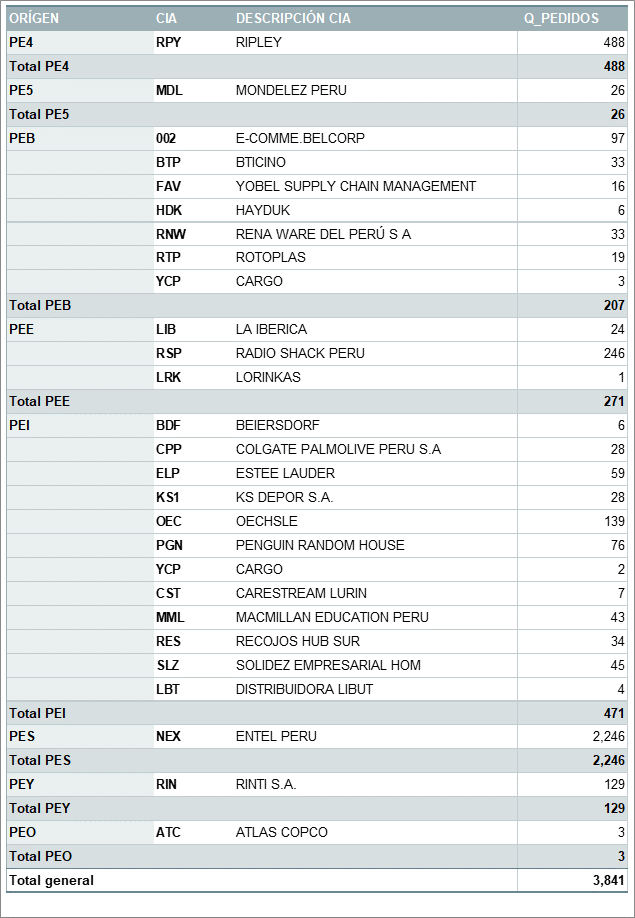 ORÍGEN CIA DESCRIPCIÓN CIA Q_PEDIDOS
PE4 RPY RIPLEY 488
Total PE4 488
PE5 MDL MONDELEZ PERU 26
Total PE5 26
PEB 002 E-COMME.BELCORP 97
BTP BTICINO 33
FAV YOBEL SUPPLY CHAIN MANAGEMENT 16
HDK HAYDUK 6
RNW RENA WARE DEL PERÚ S A 33
RTP ROTOPLAS 19
YCP CARGO 3
Total PEB 207
PEE LIB LA IBERICA 24
RSP RADIO SHACK PERU 246
LRK LORINKAS 1
Total PEE 271
PEI BDF BEIERSDORF 6
CPP COLGATE PALMOLIVE PERU S.A 28
ELP ESTEE LAUDER 59
KS1 KS DEPOR S.A. 28
OEC OECHSLE 139
PGN PENGUIN RANDOM HOUSE 76
YCP CARGO 2
CST CARESTREAM LURIN 7
MML MACMILLAN EDUCATION PERU 43
RES RECOJOS HUB SUR 34
SLZ SOLIDEZ EMPRESARIAL HOM 45
LBT DISTRIBUIDORA LIBUT 4
Total PEI 471
PES NEX ENTEL PERU 2,246
Total PES 2,246
PEY RIN RINTI S.A. 129
Total PEY 129
PEO ATC ATLAS COPCO 3
Total PEO 3
Total general 3,841